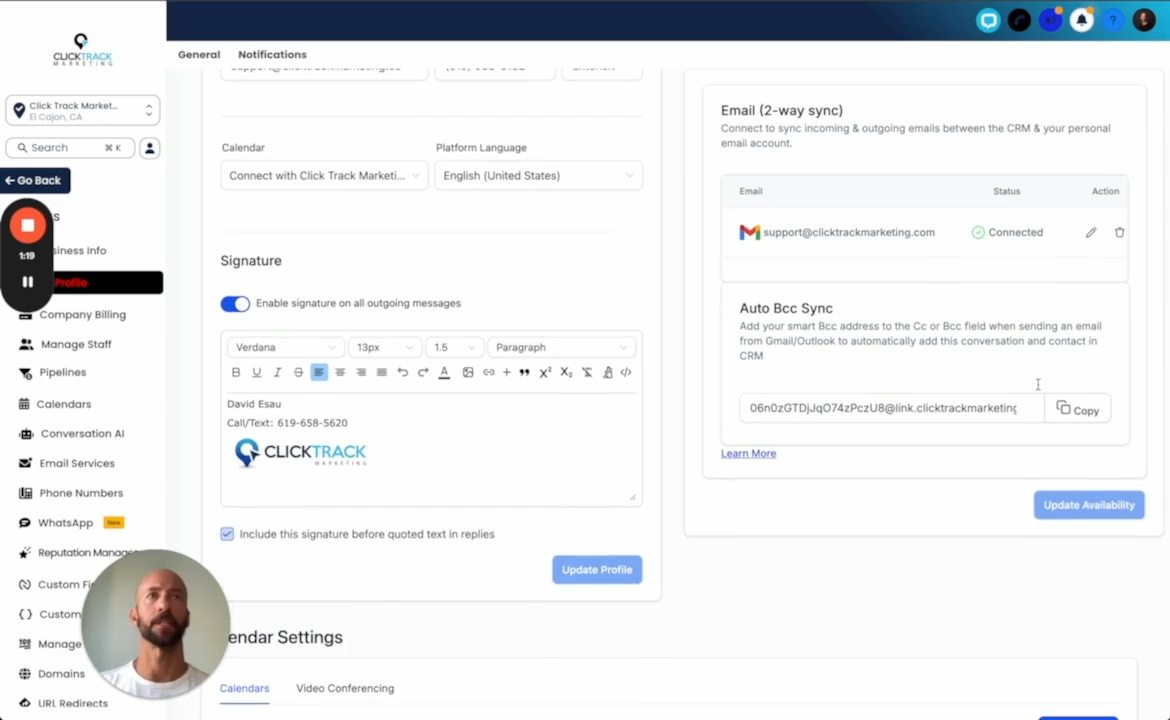 General Notifications
CLICKTRACK
MARKETING
Click Track Market...
El Cajon, CA
Search ⌘ K
← Go Back
1:19
siness Info
Profile
Company Billing
Manage Staff
Pipelines
Calendars
Conversation AI
Email Services
Phone Numbers
WhatsApp New
Reputation Manage
Custom Fi
Custom
Manage
Domains
URL Redirects
Calendar
Connect with Click Track Marketi...
Platform Language
English (United States)
Signature
Enable signature on all outgoing messages
Verdana 13px 1.5 Paragraph
David Esau
Call/Text: 619-658-5620
CLICKTRACK
MARKETING
Include this signature before quoted text in replies
Update Profile
endar Settings
Calendars Video Conferencing
Email (2-way sync)
Connect to sync incoming & outgoing emails between the CRM & your personal
email account.
Email Status Action
support@clicktrackmarketing.com Connected
Auto Bcc Sync
Add your smart Bcc address to the Cc or Bcc field when sending an email
from Gmail/Outlook to automatically add this conversation and contact in
CRM
06n0zGTDjJqO74zPczU8@link.clicktrackmarketing Copy
Learn More
Update Availability